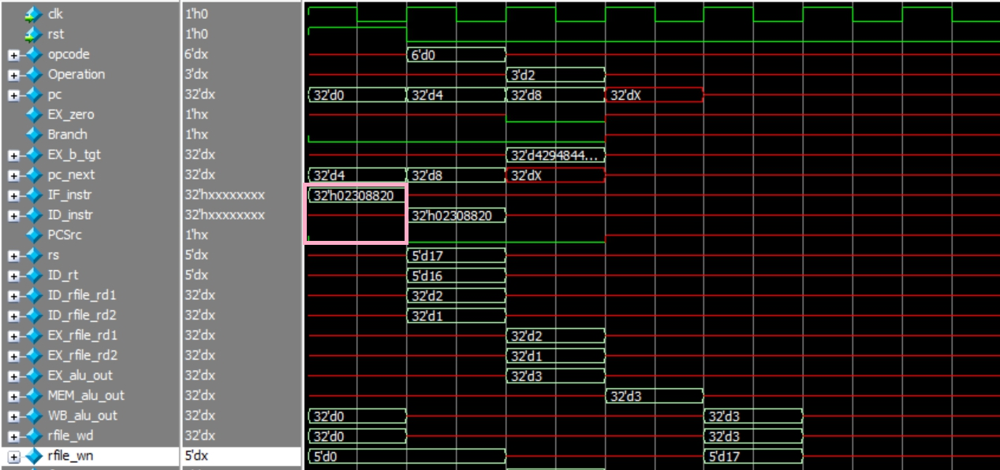 clk 1'h0
rst 1'h0
opcode 6'dx 6'd0
Operation 3'dx 3'd2
pc 32'dx 32'd0 32'd4 32'd8 32'dX
EX_zero 1'hx
Branch 1'hx
EX_b_tgt 32'dx 32'd4294844...
pc_next 32'dx 32'd4 32'd8 32'dX
IF_instr 32'hxxxxxxxx 32'h02308820
ID_instr 32'hxxxxxxxx 32'h02308820
PCSrc 1'hx
rs 5'dx 5'd17
ID_rt 5'dx 5'd16
ID_rfile_rd1 32'dx 32'd2
ID_rfile_rd2 32'dx 32'd1
EX_rfile_rd1 32'dx 32'd2
EX_rfile_rd2 32'dx 32'd1
EX_alu_out 32'dx 32'd3
MEM_alu_out 32'dx 32'd3
WB_alu_out 32'dx 32'd0 32'd3
rfile_wd 32'dx 32'd0 32'd3
rfile_wn 5'dx 5'd0 5'd17